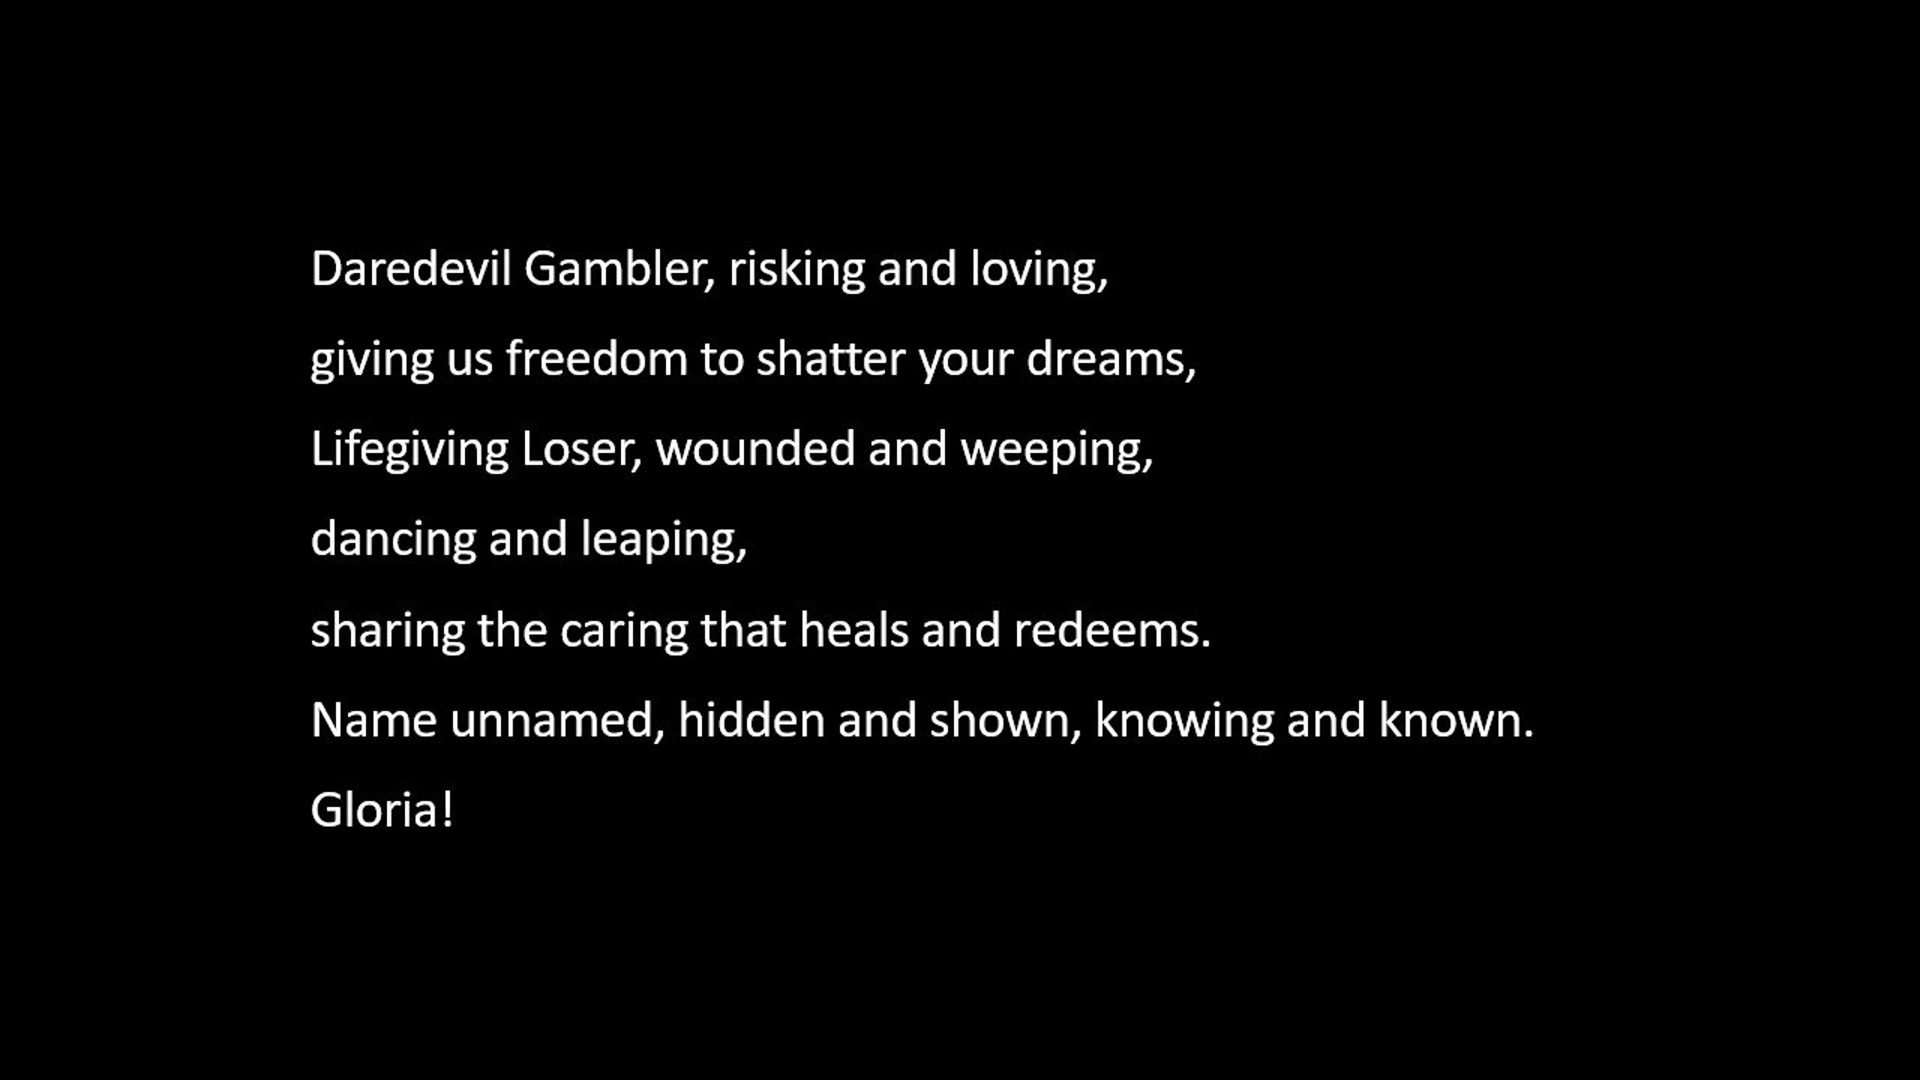 Daredevil Gambler, risking and loving,
giving us freedom to shatter your dreams,
Lifegiving Loser, wounded and weeping,
dancing and leaping,
sharing the caring that heals and redeems.
Name unnamed, hidden and shown, knowing and known.
Gloria!